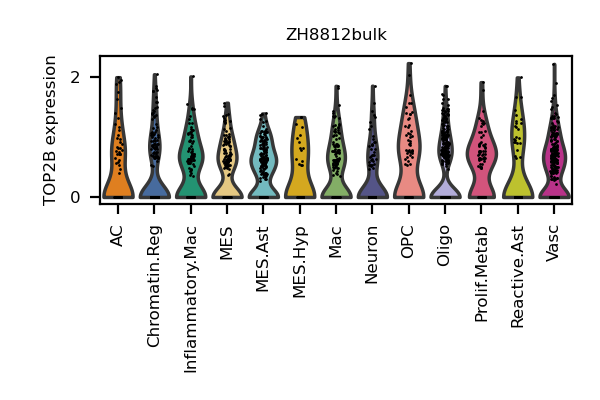 ZH8812bulk
TOP2B expression
2
0
AC
Chromatin.Reg
Inflammatory.Mac
MES
MES.Ast
MES.Hyp
Mac
Neuron
OPC
Oligo
Prolif.Metab
Reactive.Ast
Vasc